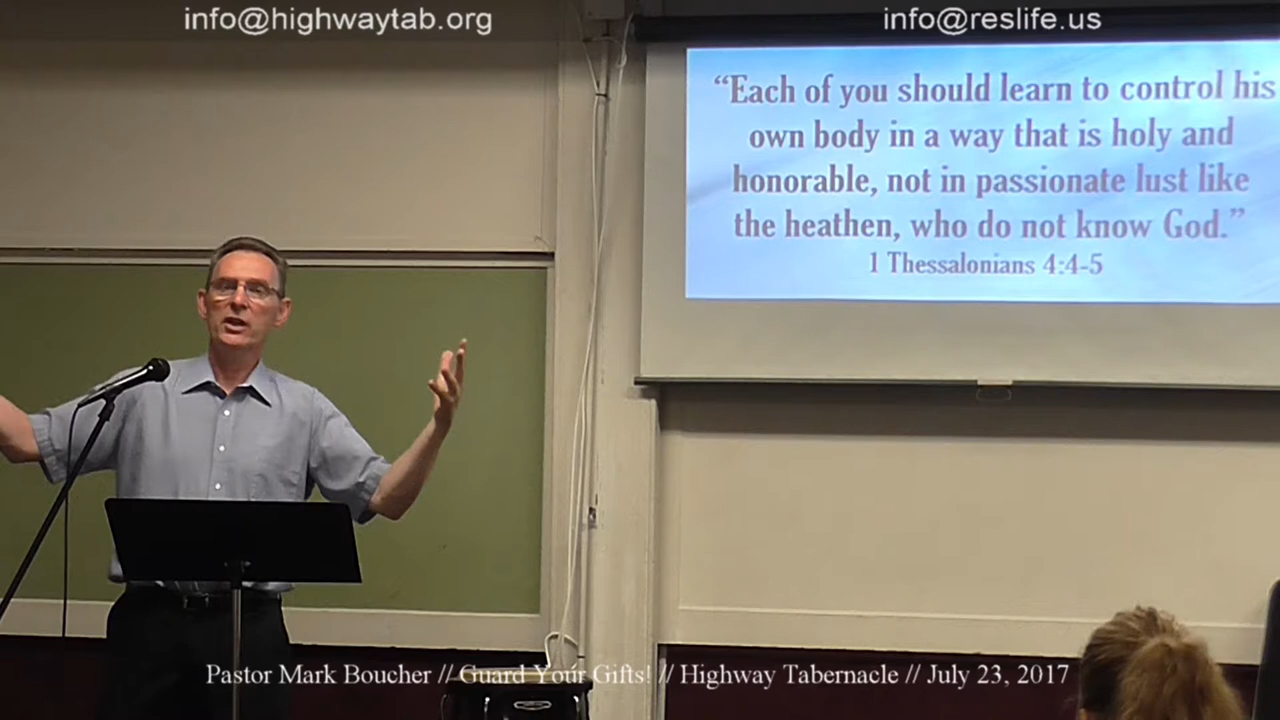 info@highwaytab.org
info@reslife.us
“Each of you should learn to control his
own body in a way that is holy and
honorable, not in passionate lust like
the heathen, who do not know God.”
1 Thessalonians 4:4-5
Pastor Mark Boucher // Guard Your Gifts! // Highway Tabernacle // July 23, 2017